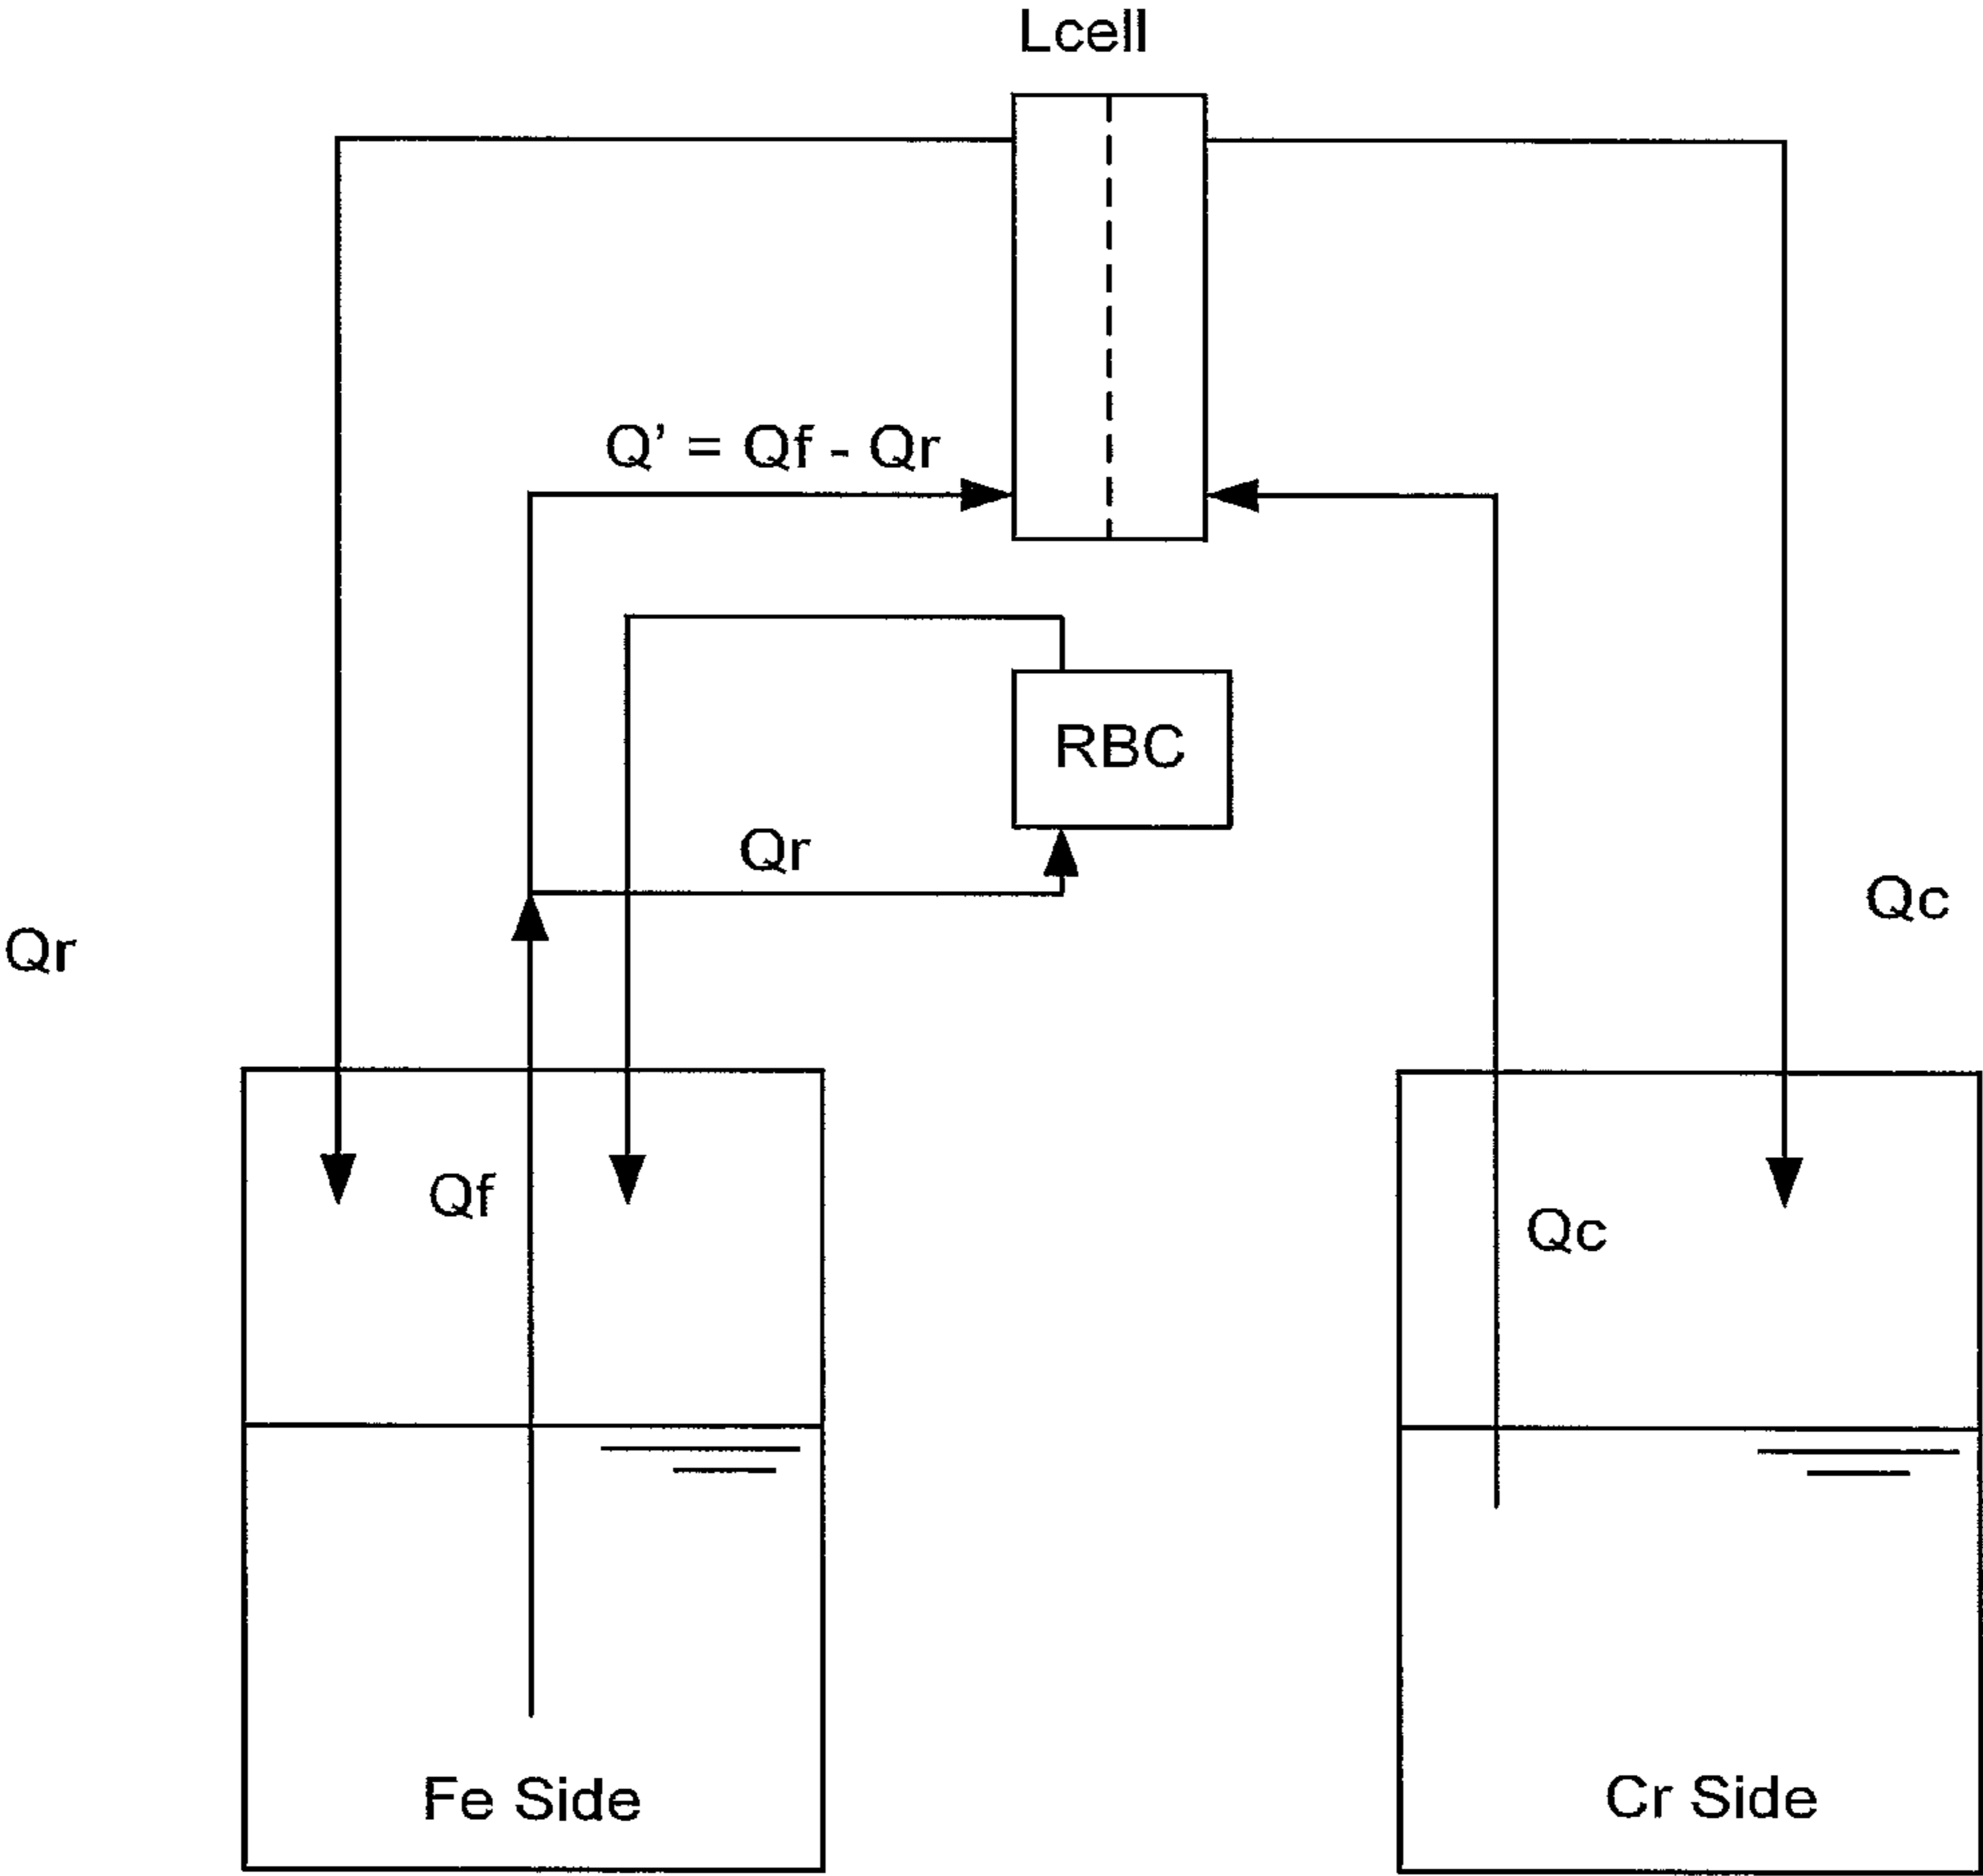 Lcell
Q’ = Qf - Qr
RBC
Qr
Qc
Qr
Qf
Qc
Fe Side
Cr Side